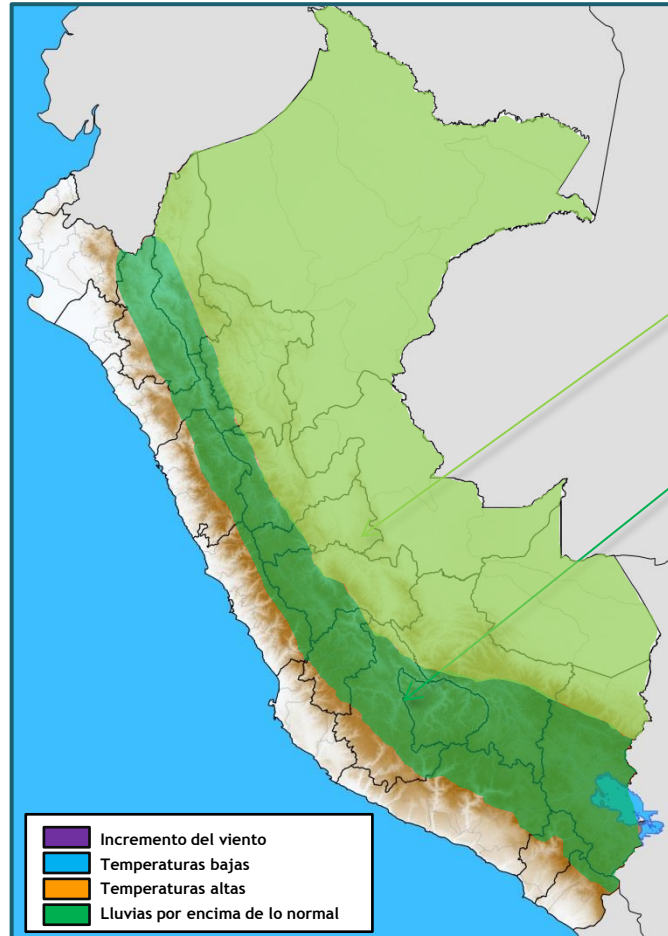 Incremento del viento
Temperaturas bajas
Temperaturas altas
Lluvias por encima de lo normal